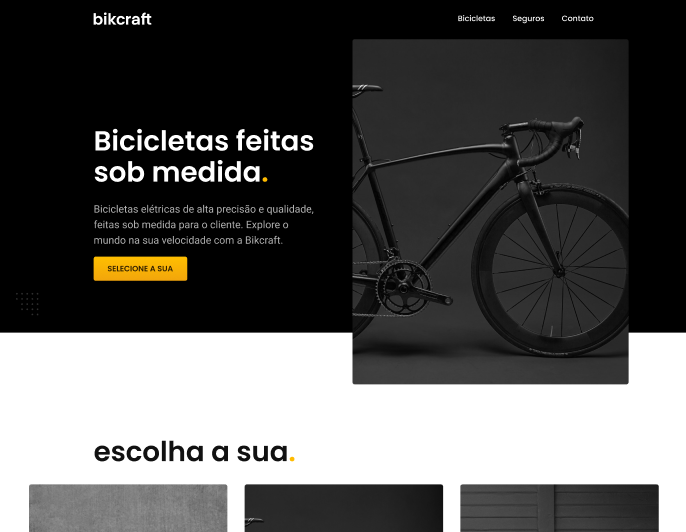 bikcraft
Bicicletas Seguros Contato
Bicicletas feitas
sob medida.
Bicicletas elétricas de alta precisão e qualidade,
feitas sob medida para o cliente. Explore o
mundo na sua velocidade com a Bikcraft.
SELECIONE A SUA
escolha a sua.